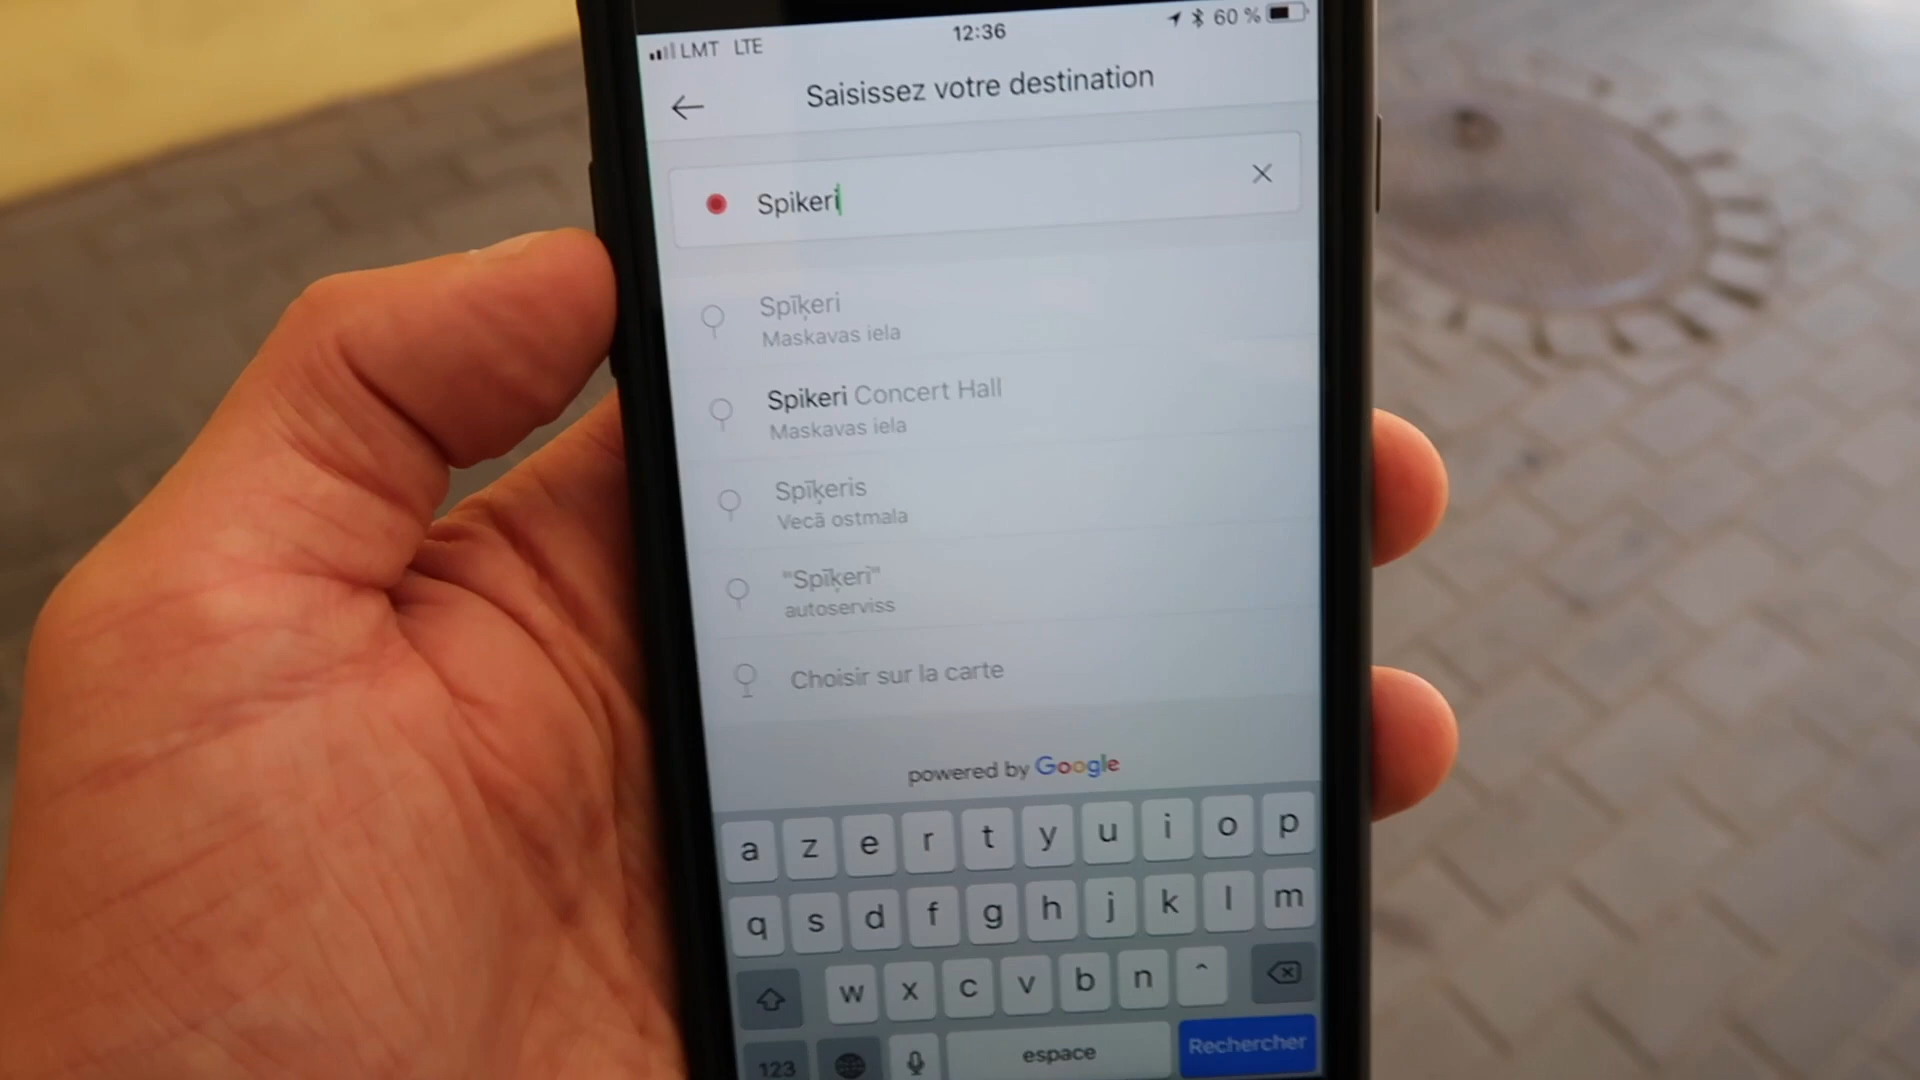 LMT LTE 12:36 60 %
Saisissez votre destination
Spikeri
Spīķeri
Maskavas iela
Spikeri Concert Hall
Maskavas iela
Spīķeris
Vecā ostmala
"Spīķeri"
autoserviss
Choisir sur la carte
powered by Google
a z e r t y u i o p
q s d f g h j k l m
w x c v b n ^
123 espace Rechercher